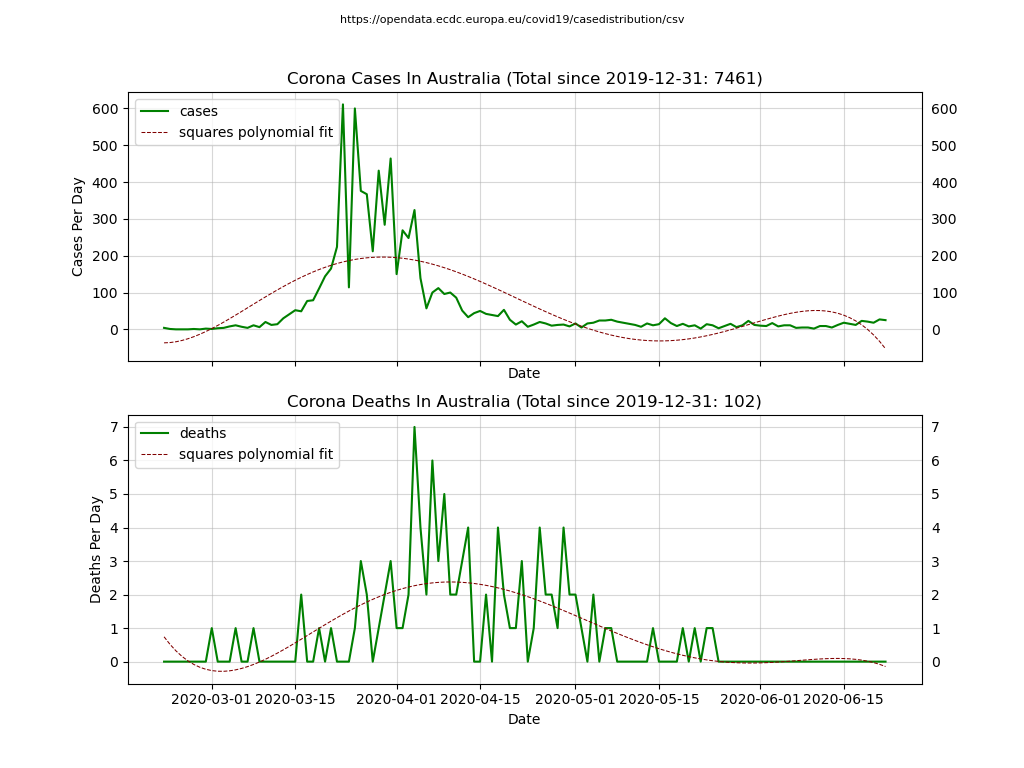 https://opendata.ecdc.europa.eu/covid19/casedistribution/csv
Corona Cases In Australia (Total since 2019-12-31: 7461)
cases
squares polynomial fit
Cases Per Day
600
500
400
300
200
100
0
600
500
400
300
200
100
0
Date
Corona Deaths In Australia (Total since 2019-12-31: 102)
deaths
squares polynomial fit
Deaths Per Day
7
6
5
4
3
2
1
0
7
6
5
4
3
2
1
0
2020-03-01 2020-03-15 2020-04-01 2020-04-15 2020-05-01 2020-05-15 2020-06-01 2020-06-15
Date